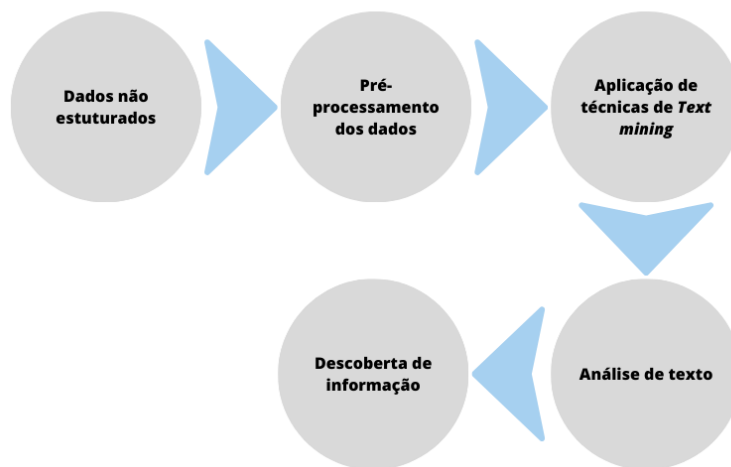 Dados não
estuturados
Pré-
processamento
dos dados
Aplicação de
técnicas de Text
mining
Análise de texto
Descoberta de
informação